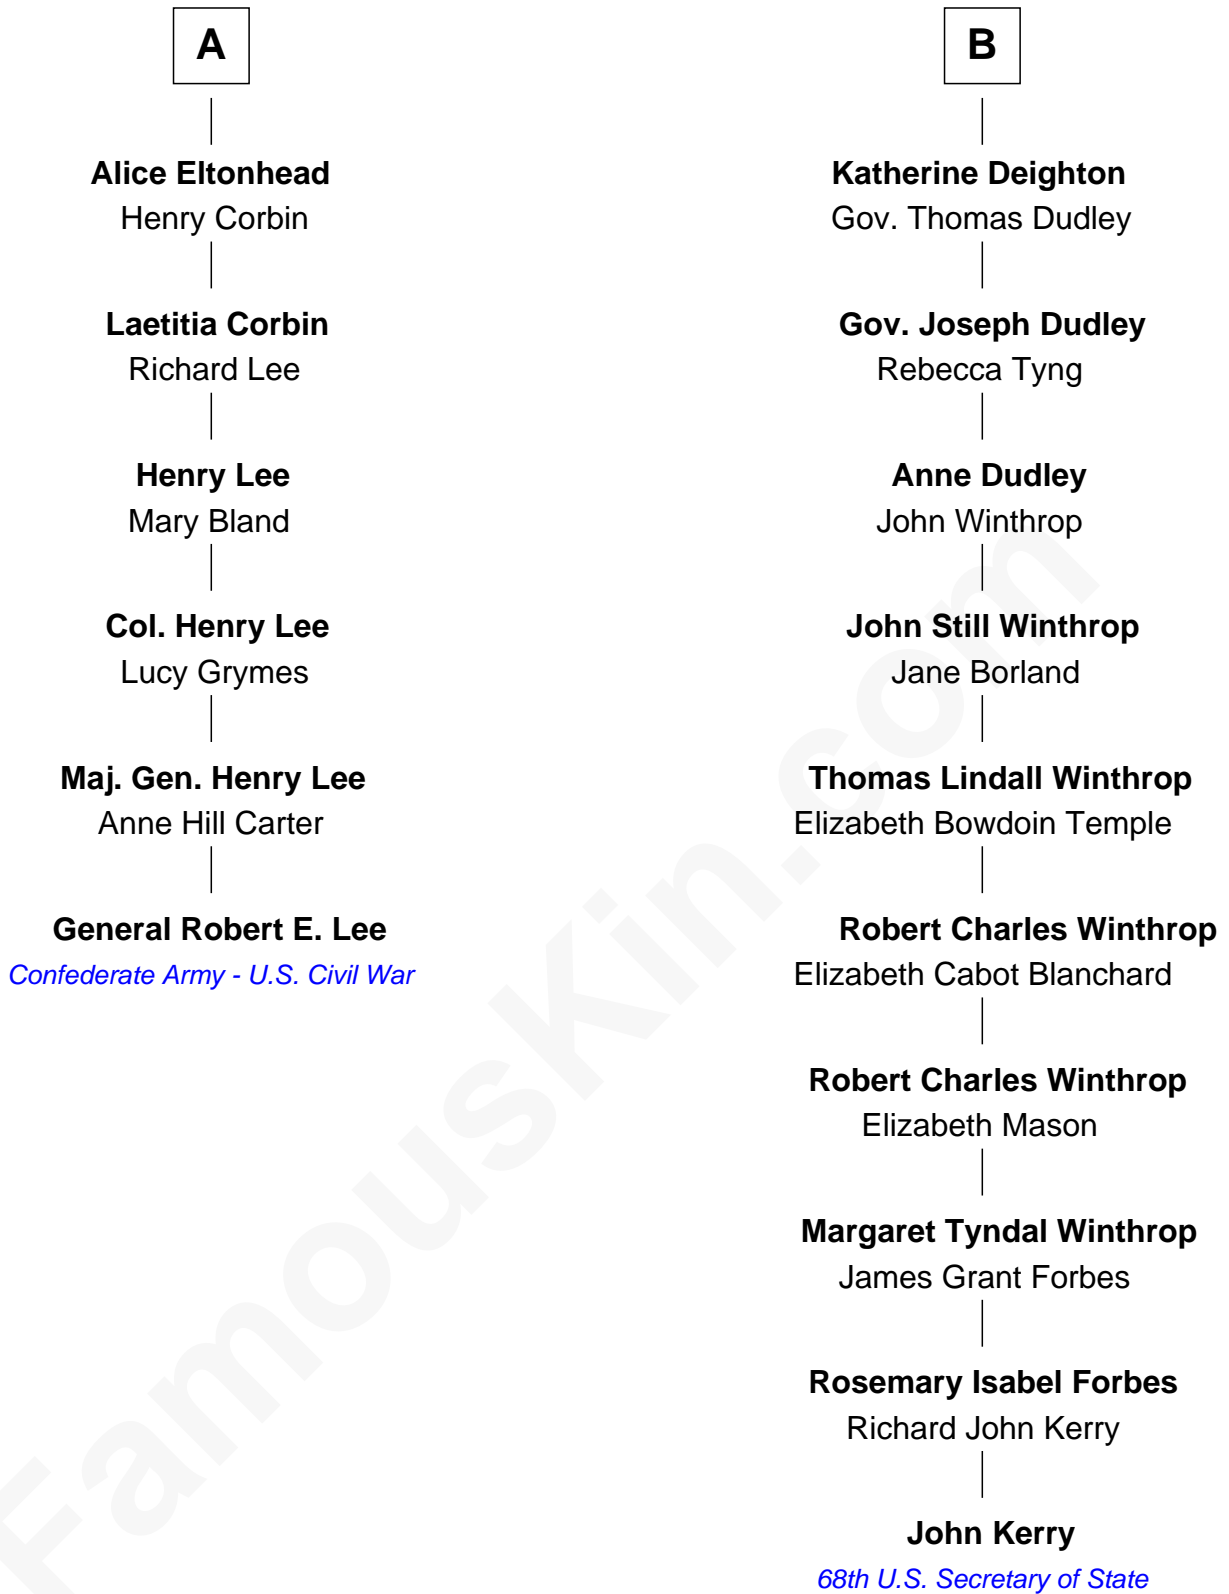 A
Alice Eltonhead
Henry Corbin
Laetitia Corbin
Richard Lee
Henry Lee
Mary Bland
Col. Henry Lee
Lucy Grymes
Maj. Gen. Henry Lee
Anne Hill Carter
General Robert E. Lee
Confederate Army - U.S. Civil War
B
Katherine Deighton
Gov. Thomas Dudley
Gov. Joseph Dudley
Rebecca Tyng
Anne Dudley
John Winthrop
John Still Winthrop
Jane Borland
Thomas Lindall Winthrop
Elizabeth Bowdoin Temple
Robert Charles Winthrop
Elizabeth Cabot Blanchard
Robert Charles Winthrop
Elizabeth Mason
Margaret Tyndal Winthrop
James Grant Forbes
Rosemary Isabel Forbes
Richard John Kerry
John Kerry
68th U.S. Secretary of State
FamousKin.com